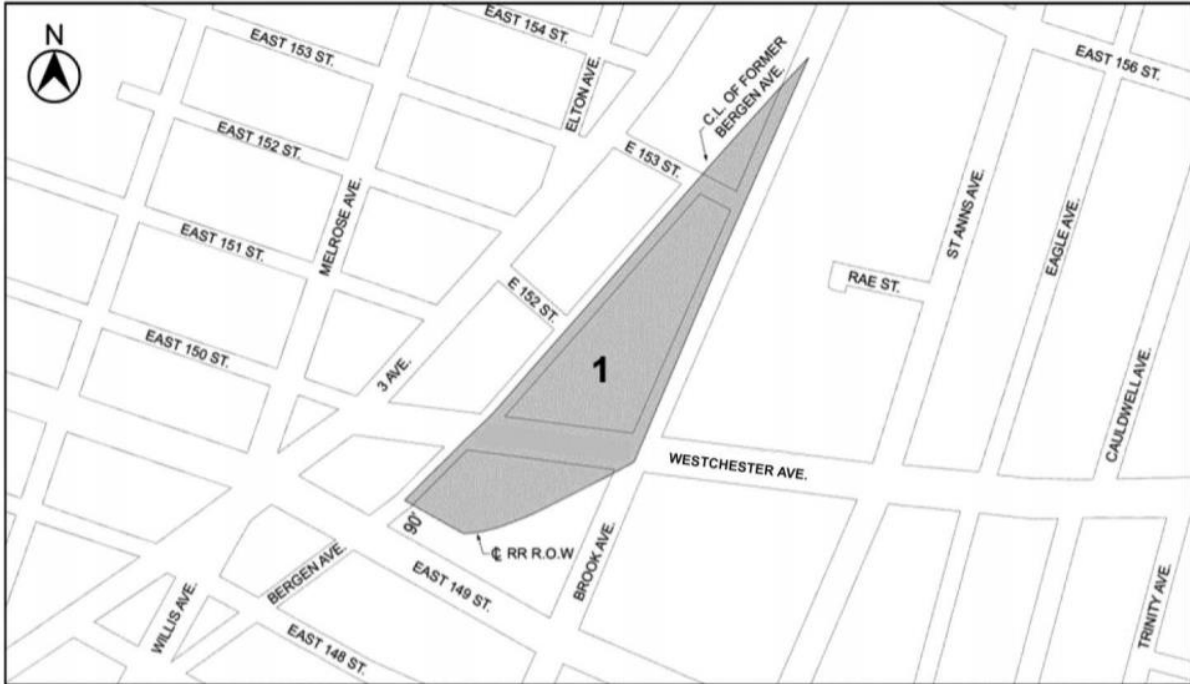 N
EAST 154 ST.
EAST 153 ST.
ELTON AVE.
C.L. OF FORMER
BERGEN AVE.
EAST 156 ST.
EAST 152 ST.
E 153 ST.
MELROSE AVE.
ST ANNS AVE.
EAGLE AVE.
EAST 151 ST.
RAE ST.
E 152 ST.
EAST 150 ST.
3 AVE.
1
CAULDWELL AVE.
WESTCHESTER AVE.
90'
℄ RR R.O.W
BROOK AVE.
BERGEN AVE.
EAST 149 ST.
WILLIS AVE.
EAST 148 ST.
TRINITY AVE.